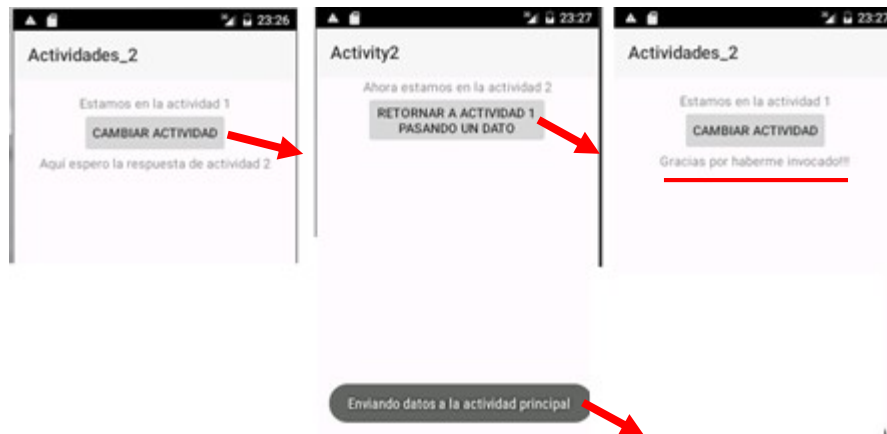 23:26
Actividades_2
Estamos en la actividad 1
CAMBIAR ACTIVIDAD
Aquí espero la respuesta de actividad 2
23:27
Activity2
Ahora estamos en la actividad 2
RETORNAR A ACTIVIDAD 1
PASANDO UN DATO
Enviando datos a la actividad principal
23:27
Actividades_2
Estamos en la actividad 1
CAMBIAR ACTIVIDAD
Gracias por haberme invocado!!!